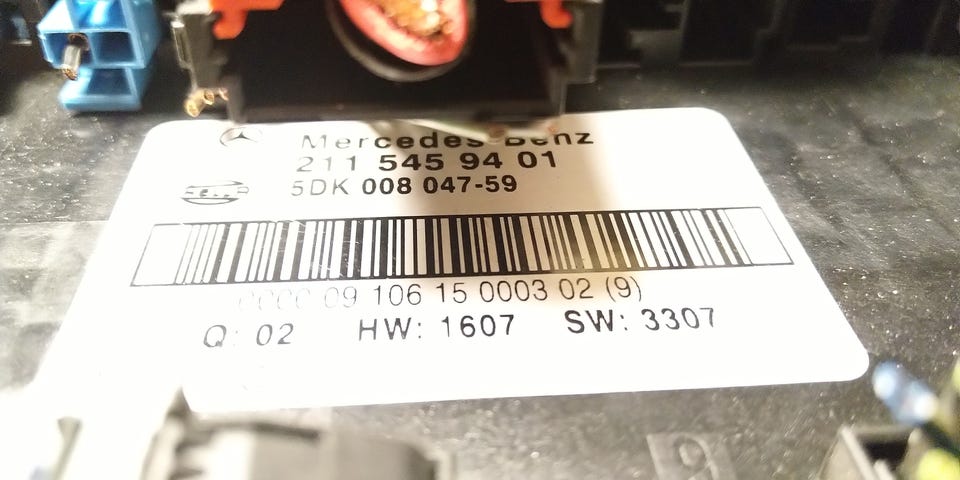 Mercedes-Benz
211 545 94 01
5DK 008 047-59
0000 09 106 15 0003 02 (9)
Q: 02 HW: 1607 SW: 3307
9